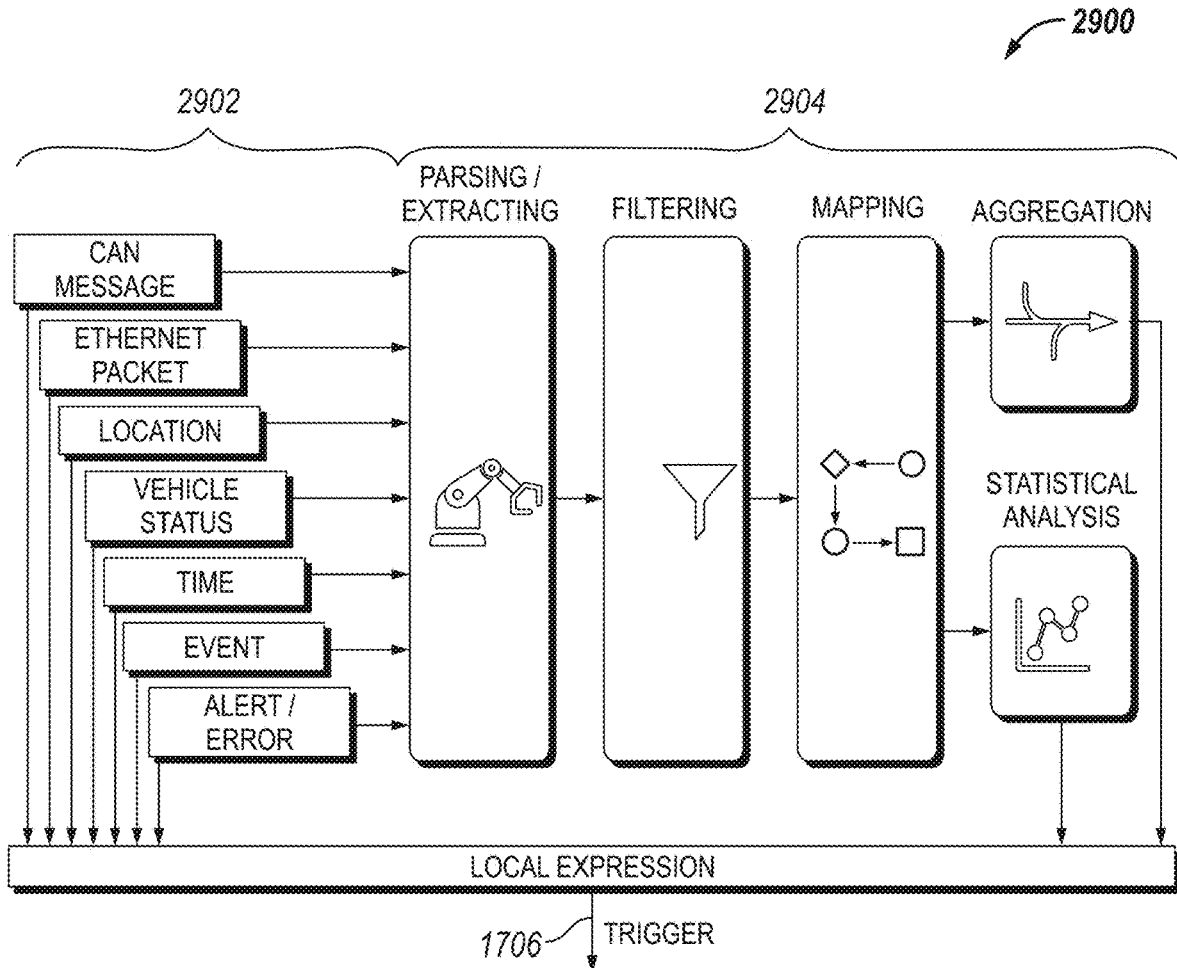 2900
2902
2904
PARSING /
EXTRACTING
FILTERING
MAPPING
AGGREGATION
CAN
MESSAGE
ETHERNET
PACKET
LOCATION
VEHICLE
STATUS
TIME
EVENT
ALERT /
ERROR
STATISTICAL
ANALYSIS
LOCAL EXPRESSION
1706
TRIGGER